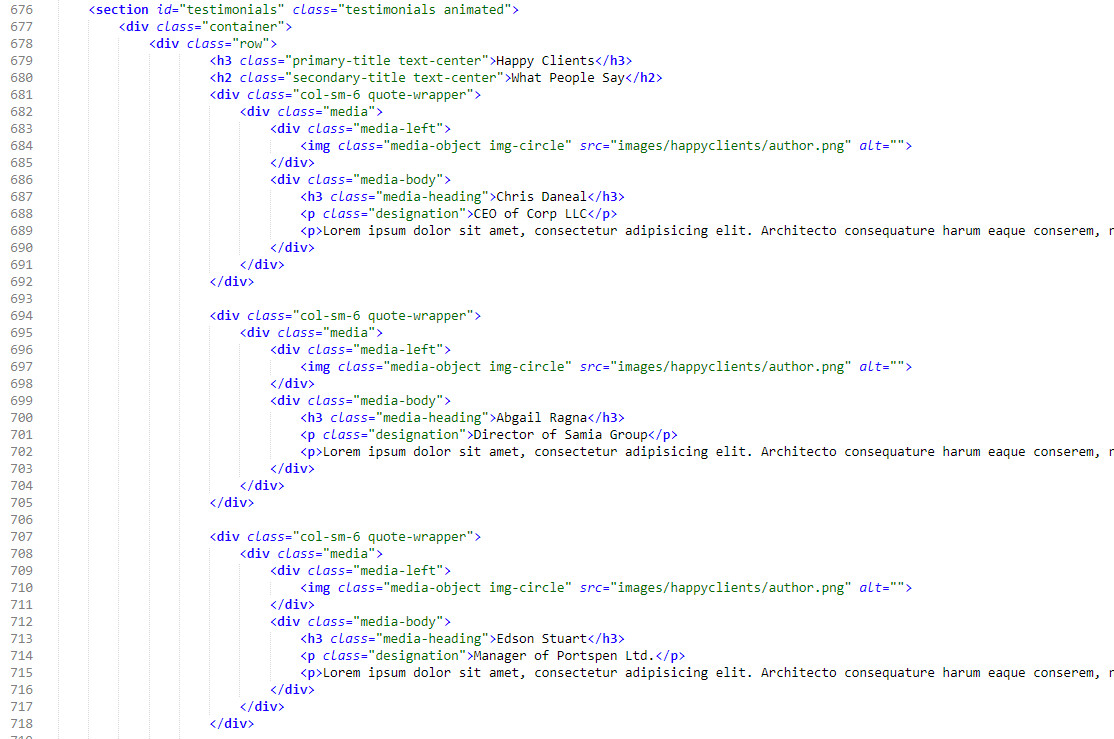 676 <section id="testimonials" class="testimonials animated">
677 <div class="container">
678 <div class="row">
679 <h3 class="primary-title text-center">Happy Clients</h3>
680 <h2 class="secondary-title text-center">What People Say</h2>
681 <div class="col-sm-6 quote-wrapper">
682 <div class="media">
683 <div class="media-left">
684 <img class="media-object img-circle" src="images/happyclients/author.png" alt="">
685 </div>
686 <div class="media-body">
687 <h3 class="media-heading">Chris Daneal</h3>
688 <p class="designation">CEO of Corp LLC</p>
689 <p>Lorem ipsum dolor sit amet, consectetur adipisicing elit. Architecto consequature harum eaque conserem,
690 </div>
691 </div>
692 </div>
693
694 <div class="col-sm-6 quote-wrapper">
695 <div class="media">
696 <div class="media-left">
697 <img class="media-object img-circle" src="images/happyclients/author.png" alt="">
698 </div>
699 <div class="media-body">
700 <h3 class="media-heading">Abgail Ragna</h3>
701 <p class="designation">Director of Samia Group</p>
702 <p>Lorem ipsum dolor sit amet, consectetur adipisicing elit. Architecto consequature harum eaque conserem,
703 </div>
704 </div>
705 </div>
706
707 <div class="col-sm-6 quote-wrapper">
708 <div class="media">
709 <div class="media-left">
710 <img class="media-object img-circle" src="images/happyclients/author.png" alt="">
711 </div>
712 <div class="media-body">
713 <h3 class="media-heading">Edson Stuart</h3>
714 <p class="designation">Manager of Portspen Ltd.</p>
715 <p>Lorem ipsum dolor sit amet, consectetur adipisicing elit. Architecto consequature harum eaque conserem,
716 </div>
717 </div>
718 </div>